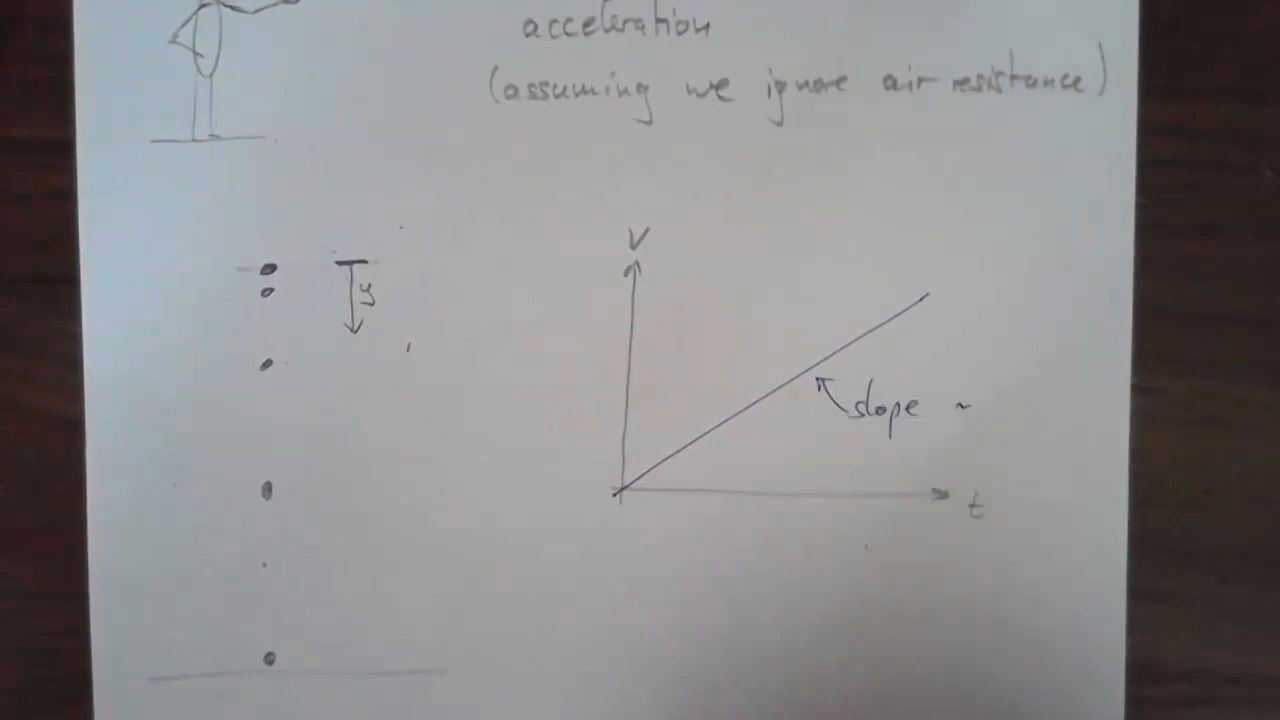 acceleration
(assuming we ignore air resistance)
V
y
slope ~
t